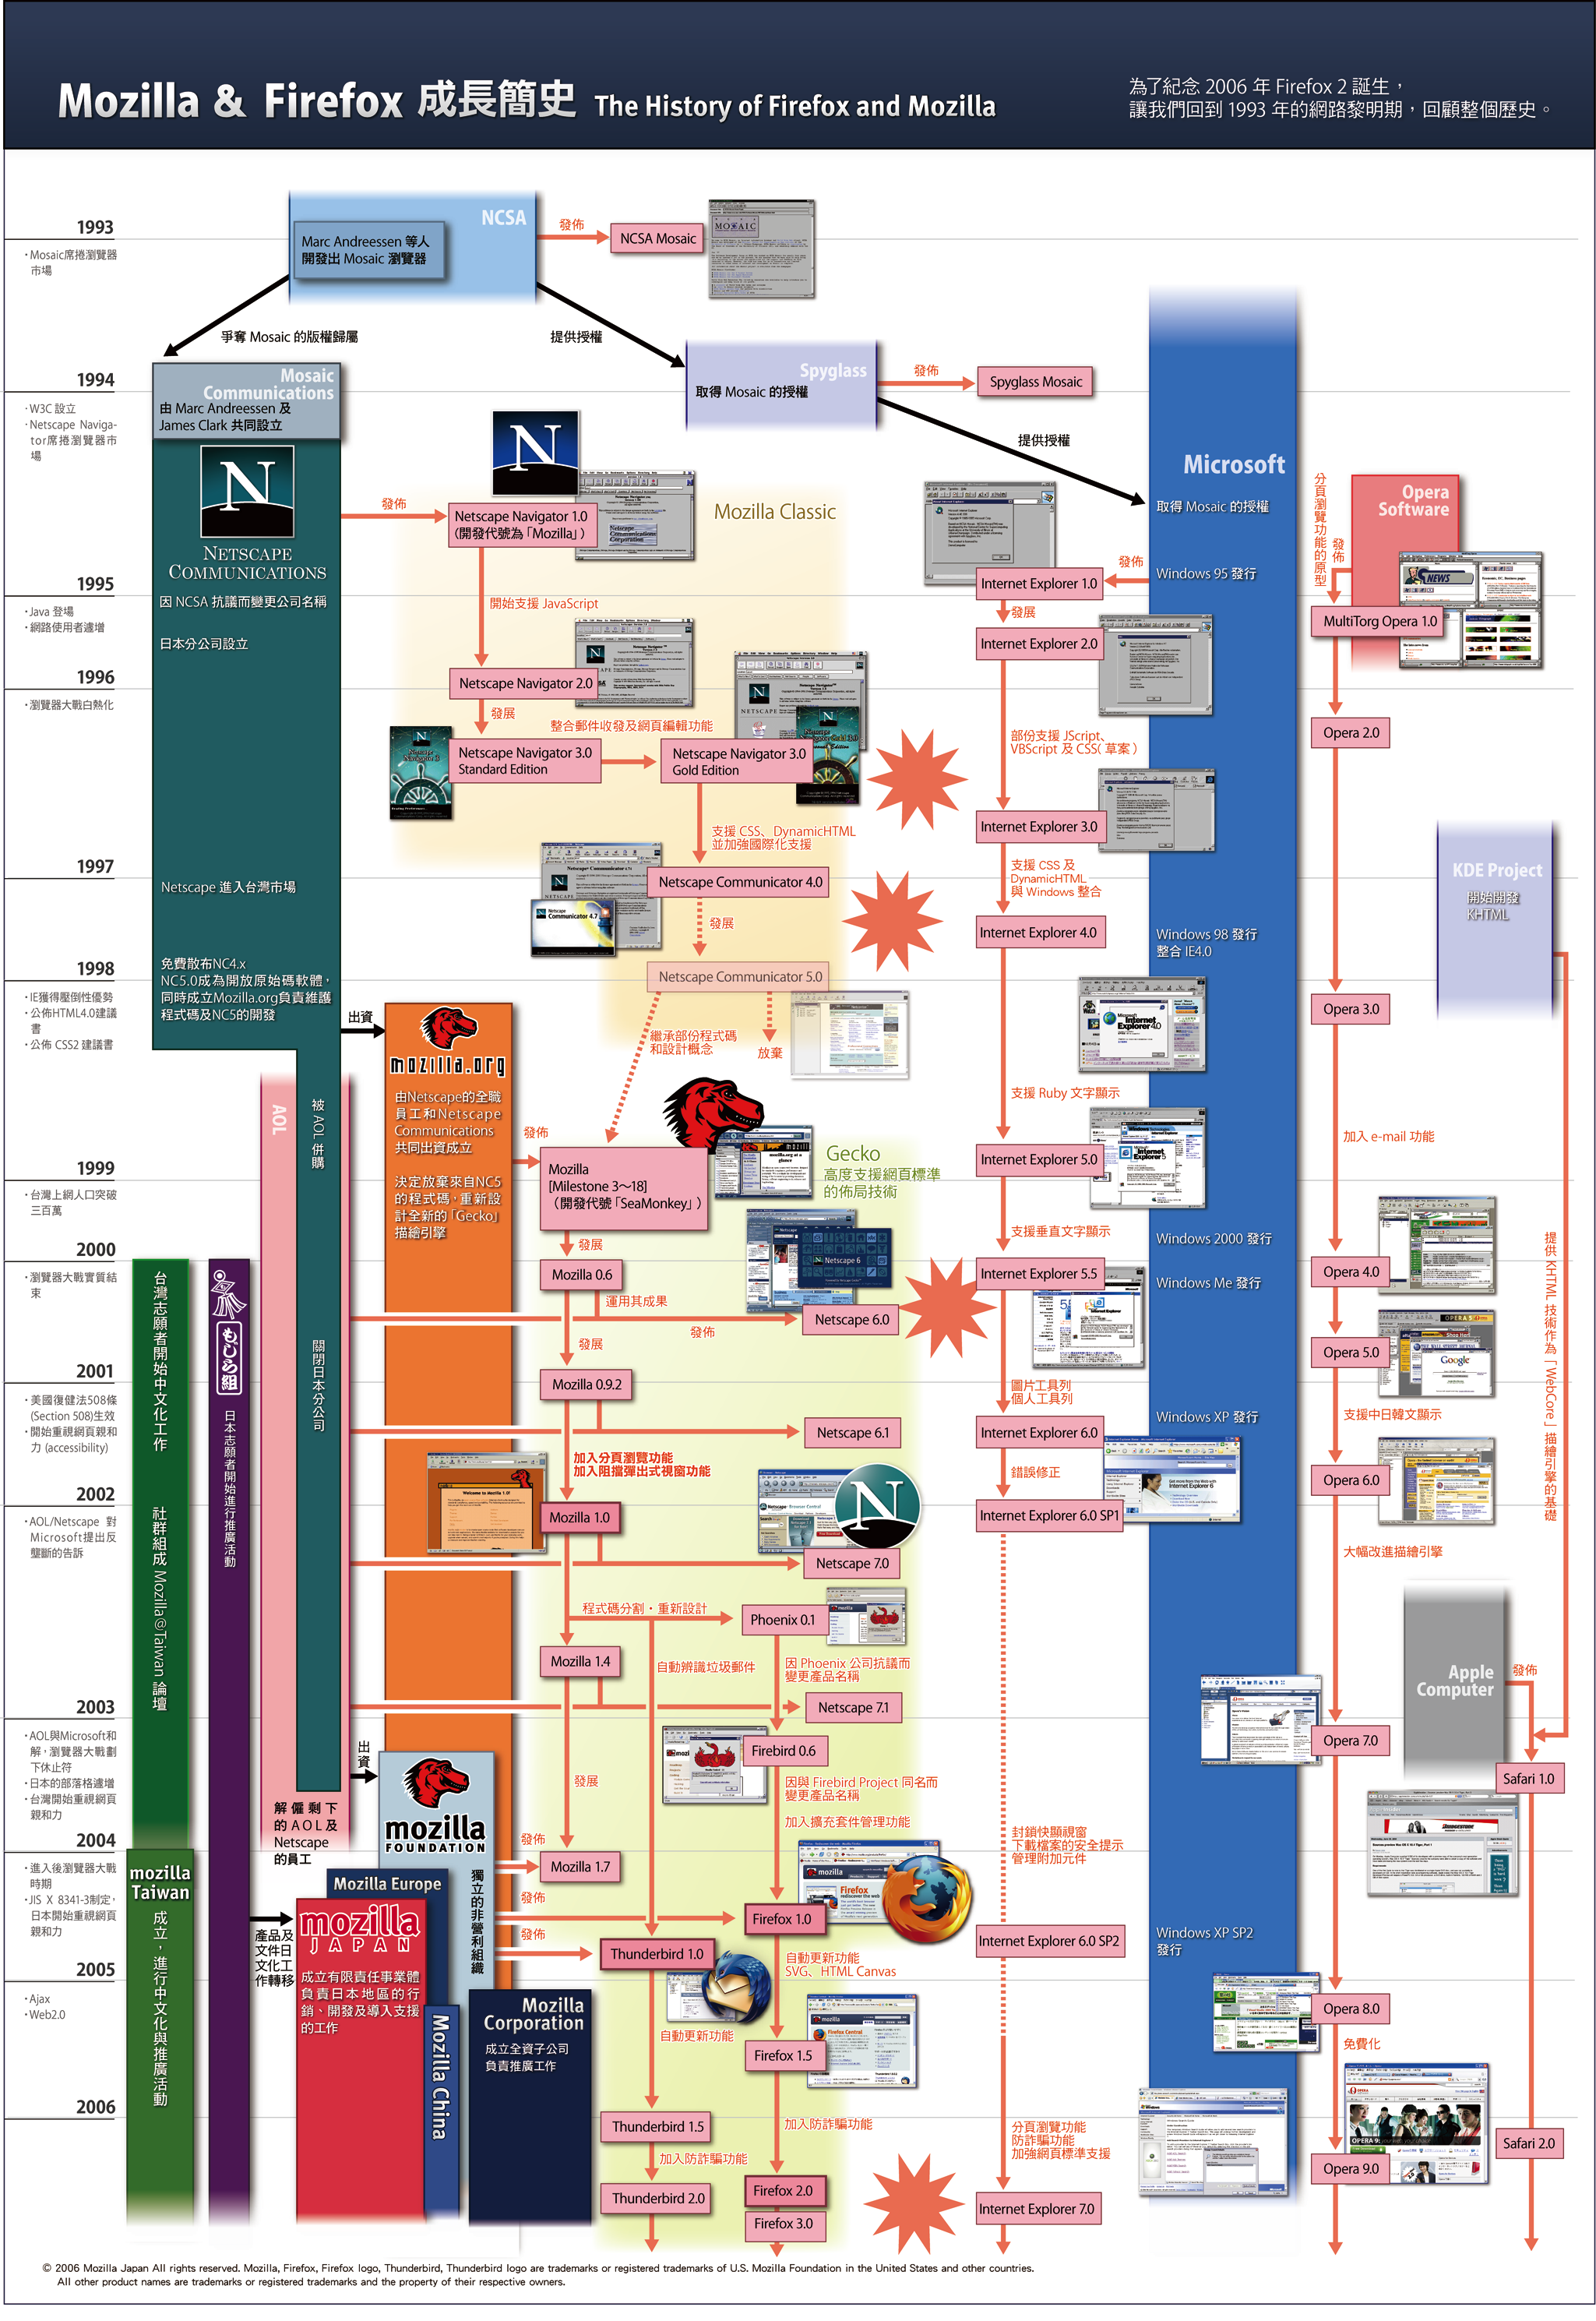 Mozilla & Firefox 成長簡史 The History of Firefox and Mozilla
為了紀念 2006 年 Firefox 2 誕生，
讓我們回到 1993 年的網路黎明期，回顧整個歷史。
1993
·Mosaic席捲瀏覽器
市場
NCSA
Marc Andreessen 等人
開發出 Mosaic 瀏覽器
發佈
NCSA Mosaic
爭奪 Mosaic 的版權歸屬
提供授權
1994
·W3C 設立
·Netscape Naviga-
tor席捲瀏覽器市
場
Mosaic
Communications
由 Marc Andreessen 及
James Clark 共同設立
Spyglass
取得 Mosaic 的授權
發佈
Spyglass Mosaic
提供授權
Microsoft
取得 Mosaic 的授權
N
NETSCAPE
COMMUNICATIONS
因 NCSA 抗議而變更公司名稱
日本分公司設立
發佈
N
Netscape Navigator 1.0
（開發代號為「Mozilla」）
Mozilla Classic
發佈
Internet Explorer 1.0
Windows 95 發行
分頁瀏覽功能的原型
發佈
Opera
Software
MultiTorg Opera 1.0
1995
·Java 登場
·網路使用者遽增
開始支援 JavaScript
發展
Internet Explorer 2.0
1996
·瀏覽器大戰白熱化
Netscape Navigator 2.0
發展
整合郵件收發及網頁編輯功能
Netscape Navigator 3.0
Standard Edition
Netscape Navigator 3.0
Gold Edition
部份支援 JScript、
VBScript 及 CSS（草案）
Opera 2.0
支援 CSS、DynamicHTML
並加強國際化支援
Internet Explorer 3.0
1997
Netscape 進入台灣市場
Netscape Communicator 4.0
發展
支援 CSS 及
DynamicHTML
與 Windows 整合
Internet Explorer 4.0
Windows 98 發行
整合 IE4.0
KDE Project
開始開發
KHTML
免費散布NC4.x
NC5.0成為開放原始碼軟體，
同時成立Mozilla.org負責維護
程式碼及NC5的開發
1998
·IE獲得壓倒性優勢
·公佈HTML4.0建議
書
·公佈 CSS2 建議書
出資
Netscape Communicator 5.0
繼承部份程式碼
和設計概念
放棄
Opera 3.0
mozilla.org
由Netscape的全職
員工和Netscape
Communications
共同出資成立
決定放棄來自NC5
的程式碼，重新設
計全新的「Gecko」
描繪引擎
AOL
被 AOL 併購
關閉日本分公司
支援 Ruby 文字顯示
加入 e-mail 功能
發佈
Mozilla
[Milestone 3～18]
（開發代號「SeaMonkey」）
Gecko
高度支援網頁標準
的佈局技術
Internet Explorer 5.0
1999
·台灣上網人口突破
三百萬
支援垂直文字顯示
發展
2000
·瀏覽器大戰實質結
束
Mozilla 0.6
運用其成果
發佈
Netscape 6.0
Internet Explorer 5.5
Windows 2000 發行
Windows Me 發行
Opera 4.0
提供 KHTML 技術作為「WebCore」描繪引擎的基礎
台灣志願者開始中文化工作
社群組成 Mozilla@Taiwan 論壇
もじら組
日本志願者開始進行推廣活動
發展
Opera 5.0
2001
·美國復健法508條
(Section 508)生效
·開始重視網頁親和
力 (accessibility)
Mozilla 0.9.2
Netscape 6.1
圖片工具列
個人工具列
Internet Explorer 6.0
Windows XP 發行
支援中日韓文顯示
加入分頁瀏覽功能
加入阻擋彈出式視窗功能
錯誤修正
Opera 6.0
2002
·AOL/Netscape 對
Microsoft提出反
壟斷的告訴
Mozilla 1.0
Netscape 7.0
Internet Explorer 6.0 SP1
大幅改進描繪引擎
程式碼分割・重新設計
Phoenix 0.1
Mozilla 1.4
自動辨識垃圾郵件
因 Phoenix 公司抗議而
變更產品名稱
Apple
Computer
發佈
2003
·AOL與Microsoft和
解，瀏覽器大戰劃
下休止符
·日本的部落格遽增
·台灣開始重視網頁
親和力
Netscape 7.1
Firebird 0.6
Opera 7.0
Safari 1.0
出資
發展
因與 Firebird Project 同名而
變更產品名稱
加入擴充套件管理功能
解僱剩下
的AOL及
Netscape
的員工
mozilla
FOUNDATION
獨立的非營利組織
2004
·進入後瀏覽器大戰
時期
·JIS X 8341-3制定，
日本開始重視網頁
親和力
mozilla
Taiwan
成立，進行中文化與推廣活動
發佈
Mozilla 1.7
發佈
Firefox 1.0
發佈
Thunderbird 1.0
封鎖快顯視窗
下載檔案的安全提示
管理附加元件
Internet Explorer 6.0 SP2
Windows XP SP2
發行
Mozilla Europe
產品及
文件日
文化工
作轉移
mozilla
JAPAN
成立有限責任事業體
負責日本地區的行
銷、開發及導入支援
的工作
自動更新功能
SVG、HTML Canvas
2005
·Ajax
·Web2.0
Mozilla China
Mozilla
Corporation
成立全資子公司
負責推廣工作
自動更新功能
Firefox 1.5
Opera 8.0
免費化
2006
Thunderbird 1.5
加入防詐騙功能
加入防詐騙功能
分頁瀏覽功能
防詐騙功能
加強網頁標準支援
Safari 2.0
Opera 9.0
Thunderbird 2.0
Firefox 2.0
Firefox 3.0
Internet Explorer 7.0
© 2006 Mozilla Japan All rights reserved. Mozilla, Firefox, Firefox logo, Thunderbird, Thunderbird logo are trademarks or registered trademarks of U.S. Mozilla Foundation in the United States and other countries.
All other product names are trademarks or registered trademarks and the property of their respective owners.